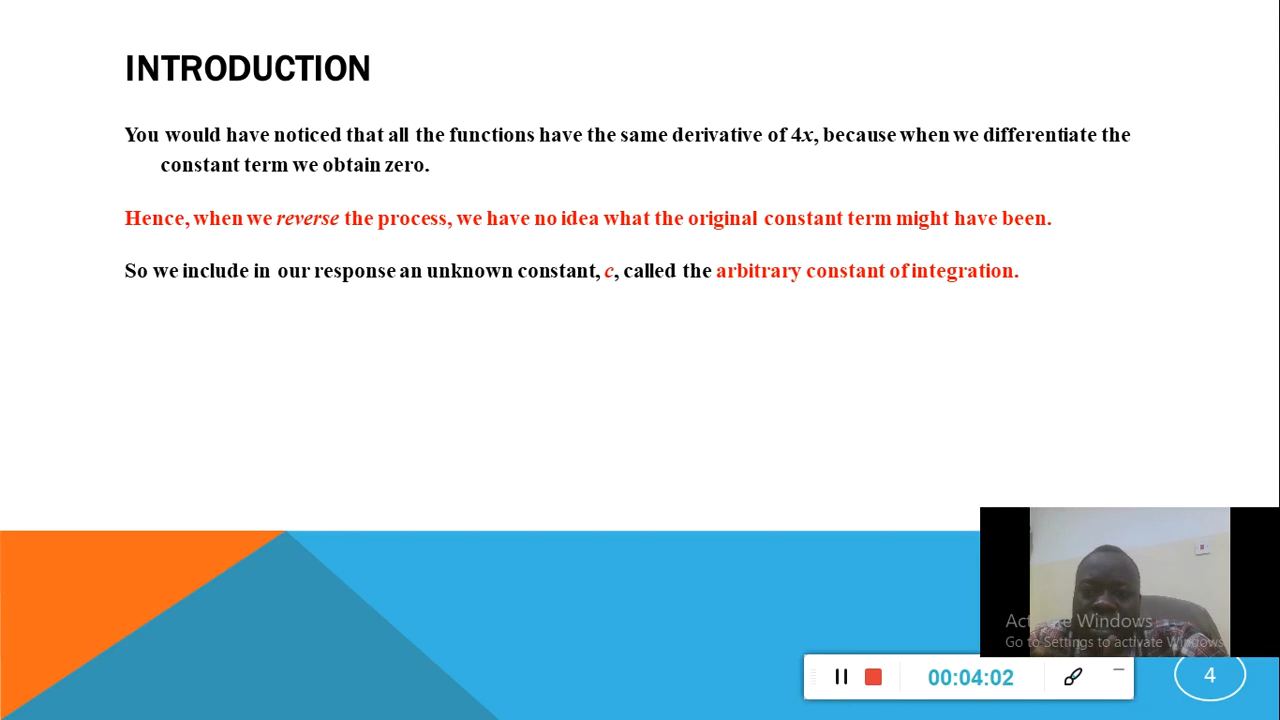 INTRODUCTION
You would have noticed that all the functions have the same derivative of 4x, because when we differentiate the
constant term we obtain zero.
Hence, when we reverse the process, we have no idea what the original constant term might have been.
So we include in our response an unknown constant, c, called the arbitrary constant of integration.
Activate Windows
Go to Settings to activate Windows.
00:04:02
4